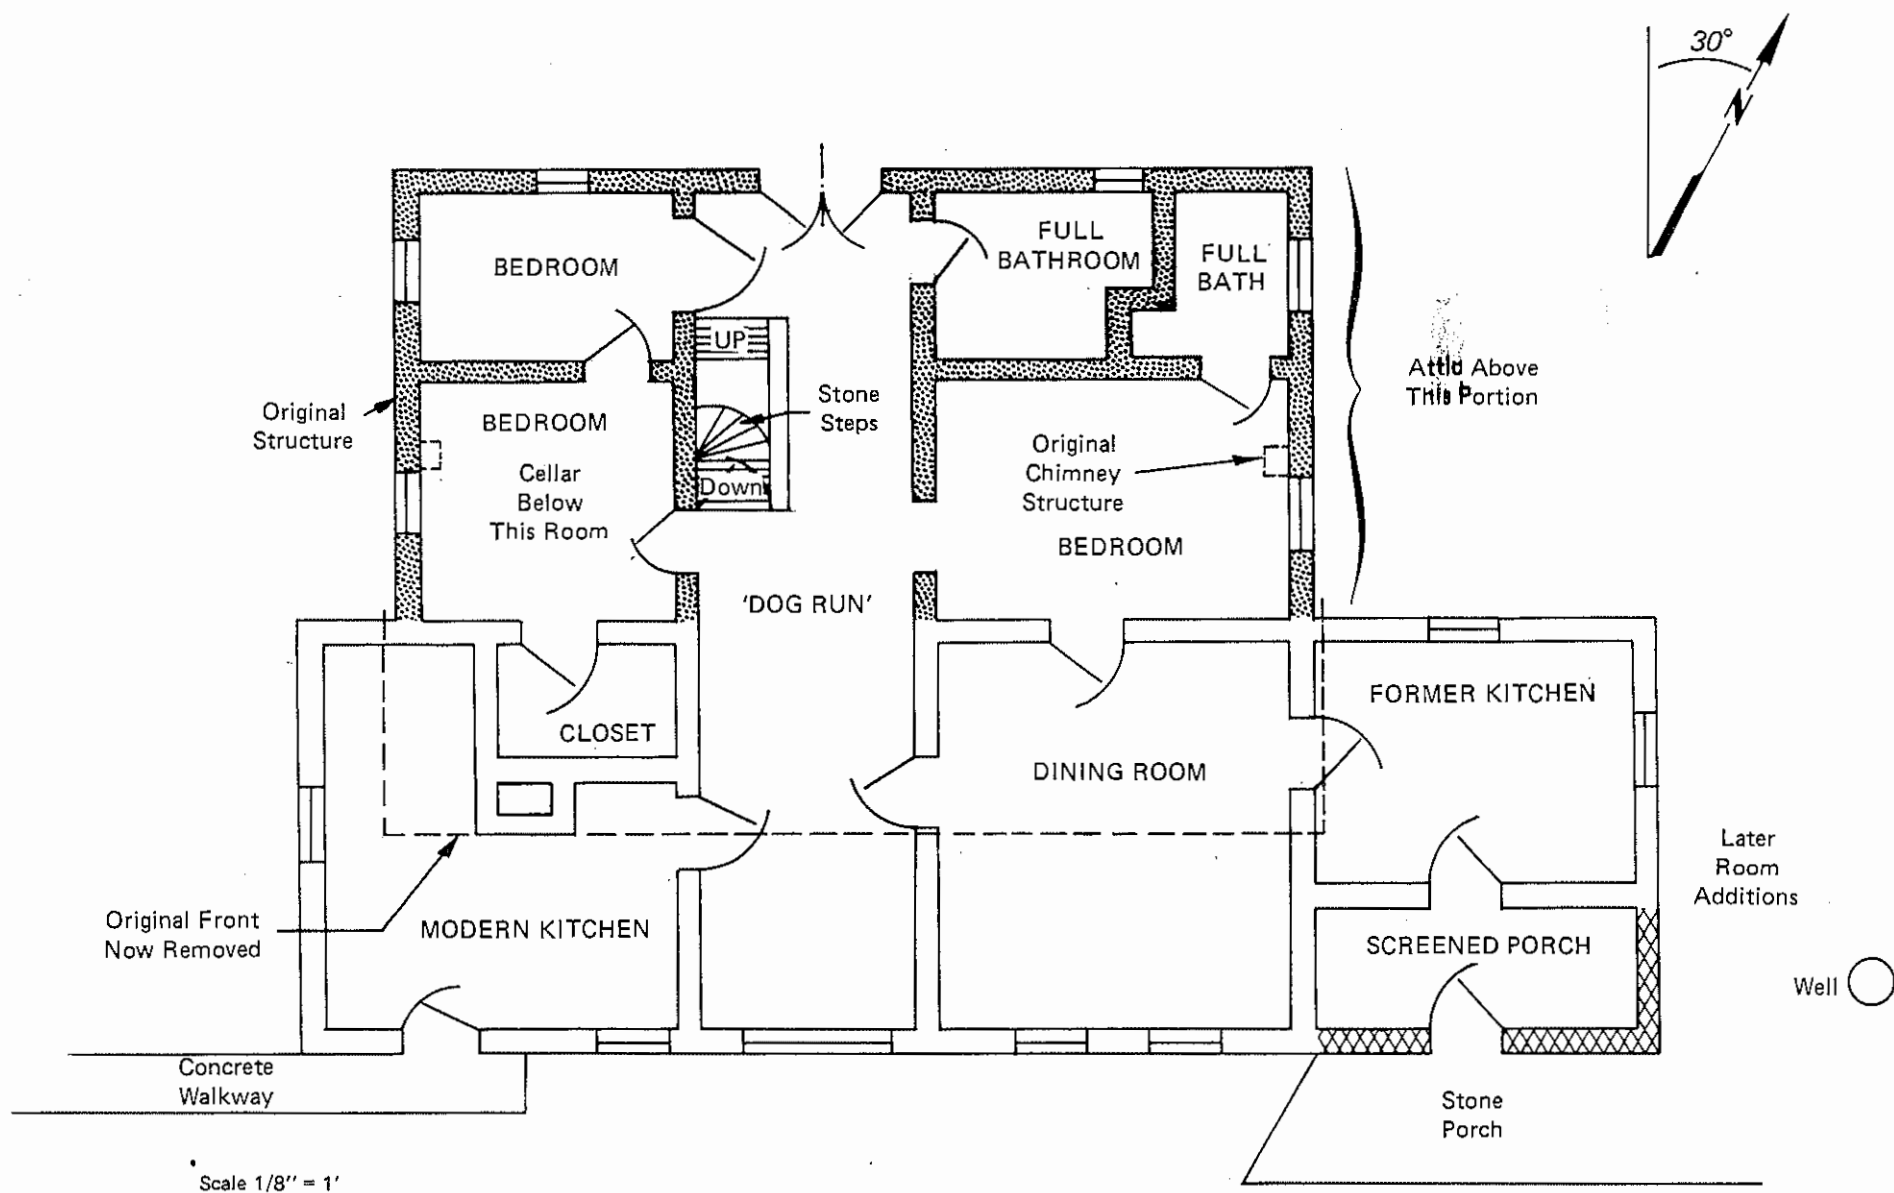 30°
N
BEDROOM
FULL
BATHROOM
FULL
BATH
UP
Attic Above
This Portion
Original
Structure
BEDROOM
Stone
Steps
Cellar
Below
This Room
Down
Original
Chimney
Structure
BEDROOM
'DOG RUN'
FORMER KITCHEN
CLOSET
DINING ROOM
Later
Room
Additions
Original Front
Now Removed
MODERN KITCHEN
SCREENED PORCH
Well
Concrete
Walkway
Stone
Porch
Scale 1/8" = 1'